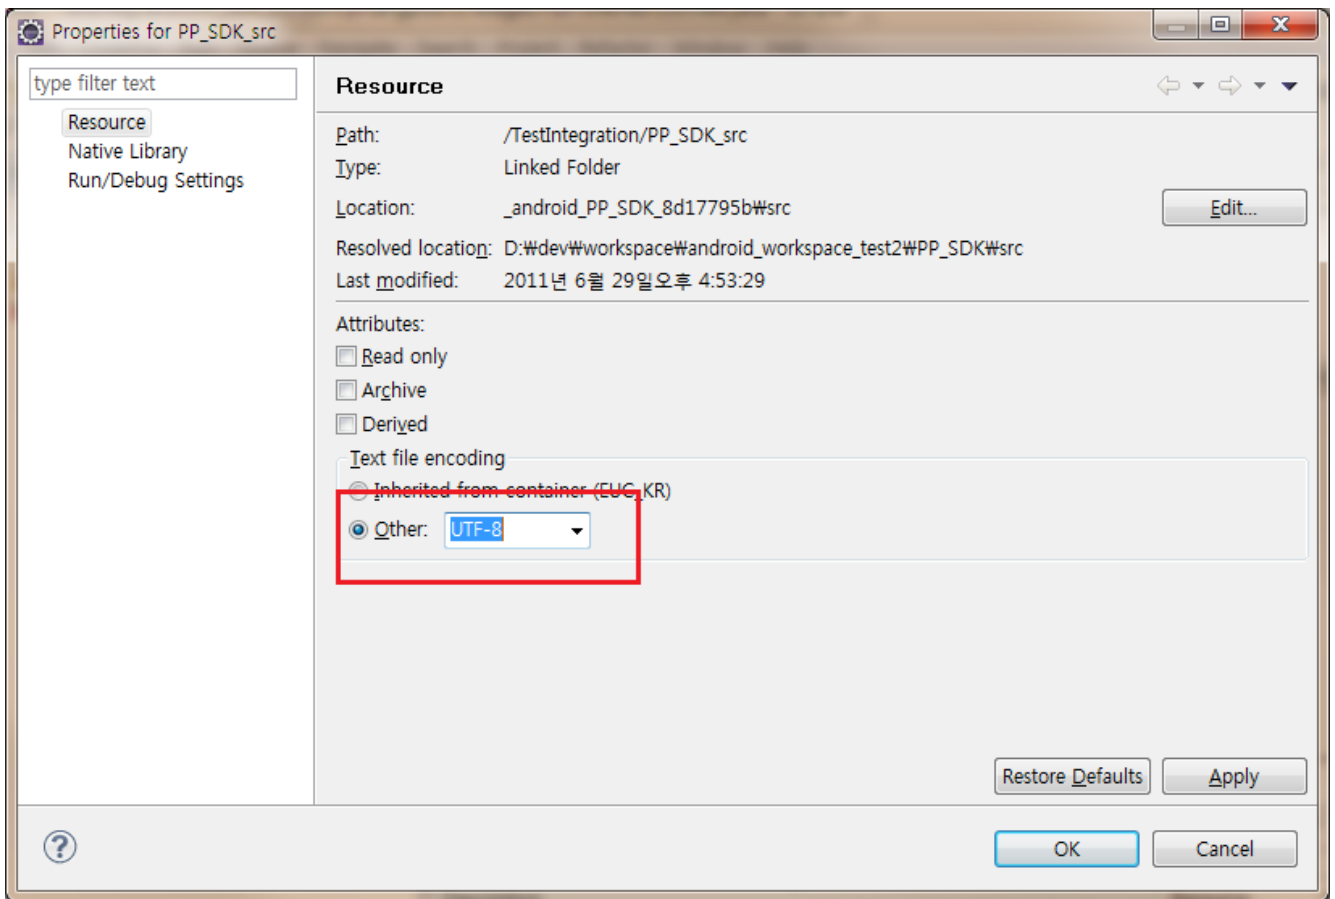 Properties for PP_SDK_src
type filter text
Resource
Native Library
Run/Debug Settings
Resource
Path: /TestIntegration/PP_SDK_src
Type: Linked Folder
Location: _android_PP_SDK_8d17795b₩src
Edit...
Resolved location: D:₩dev₩workspace₩android_workspace_test2₩PP_SDK₩src
Last modified: 2011년 6월 29일오후 4:53:29
Attributes:
Read only
Archive
Derived
Text file encoding
Inherited from container (EUC_KR)
Other: UTF-8
Restore Defaults Apply
OK Cancel